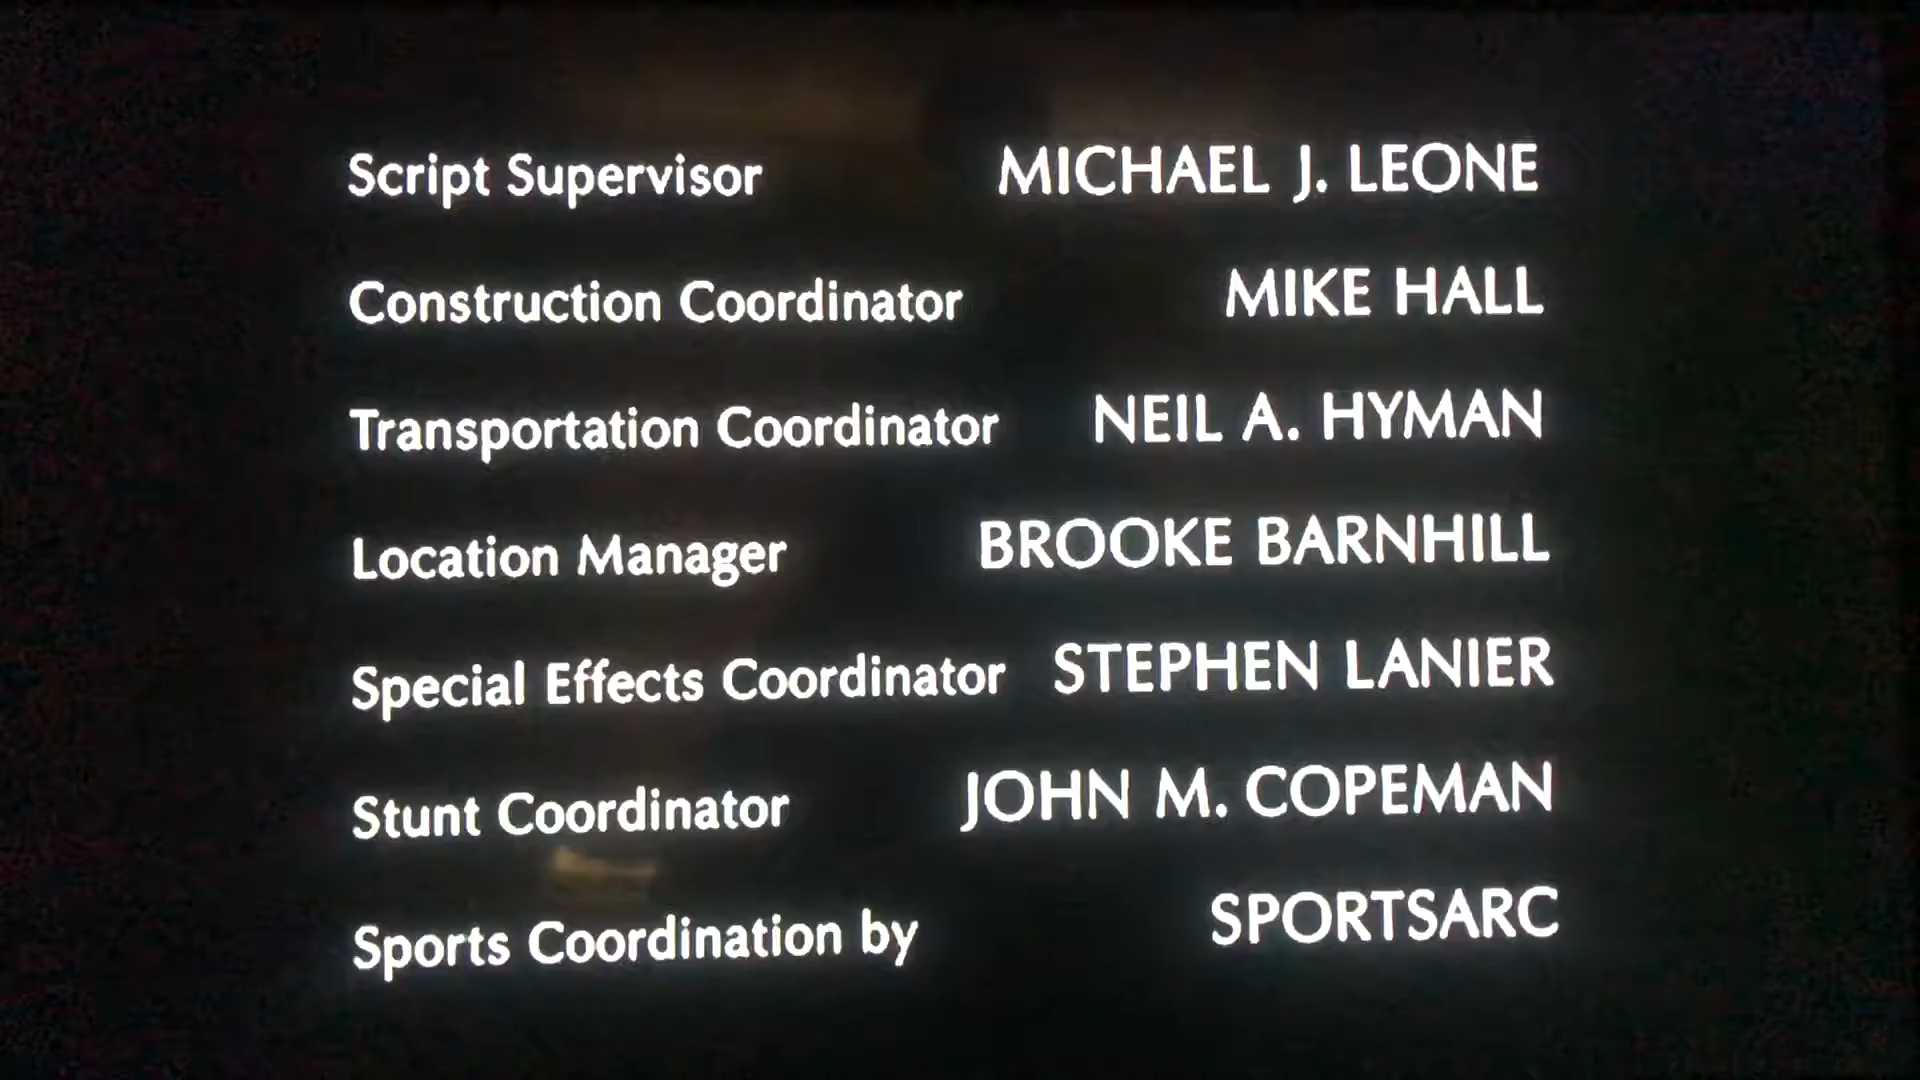 Script Supervisor MICHAEL J. LEONE
Construction Coordinator MIKE HALL
Transportation Coordinator NEIL A. HYMAN
Location Manager BROOKE BARNHILL
Special Effects Coordinator STEPHEN LANIER
Stunt Coordinator JOHN M. COPEMAN
Sports Coordination by SPORTSARC